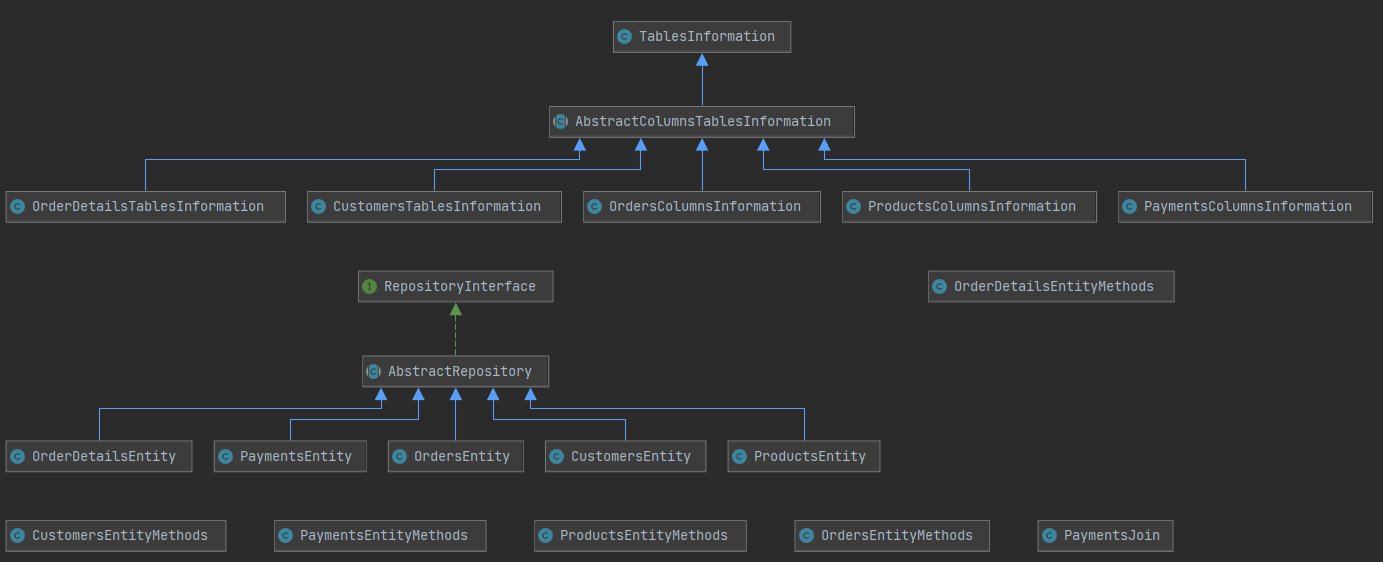 TablesInformation
AbstractColumnsTablesInformation
OrderDetailsTablesInformation
CustomersTablesInformation
OrdersColumnsInformation
ProductsColumnsInformation
PaymentsColumnsInformation
RepositoryInterface
OrderDetailsEntityMethods
AbstractRepository
OrderDetailsEntity
PaymentsEntity
OrdersEntity
CustomersEntity
ProductsEntity
CustomersEntityMethods
PaymentsEntityMethods
ProductsEntityMethods
OrdersEntityMethods
PaymentsJoin